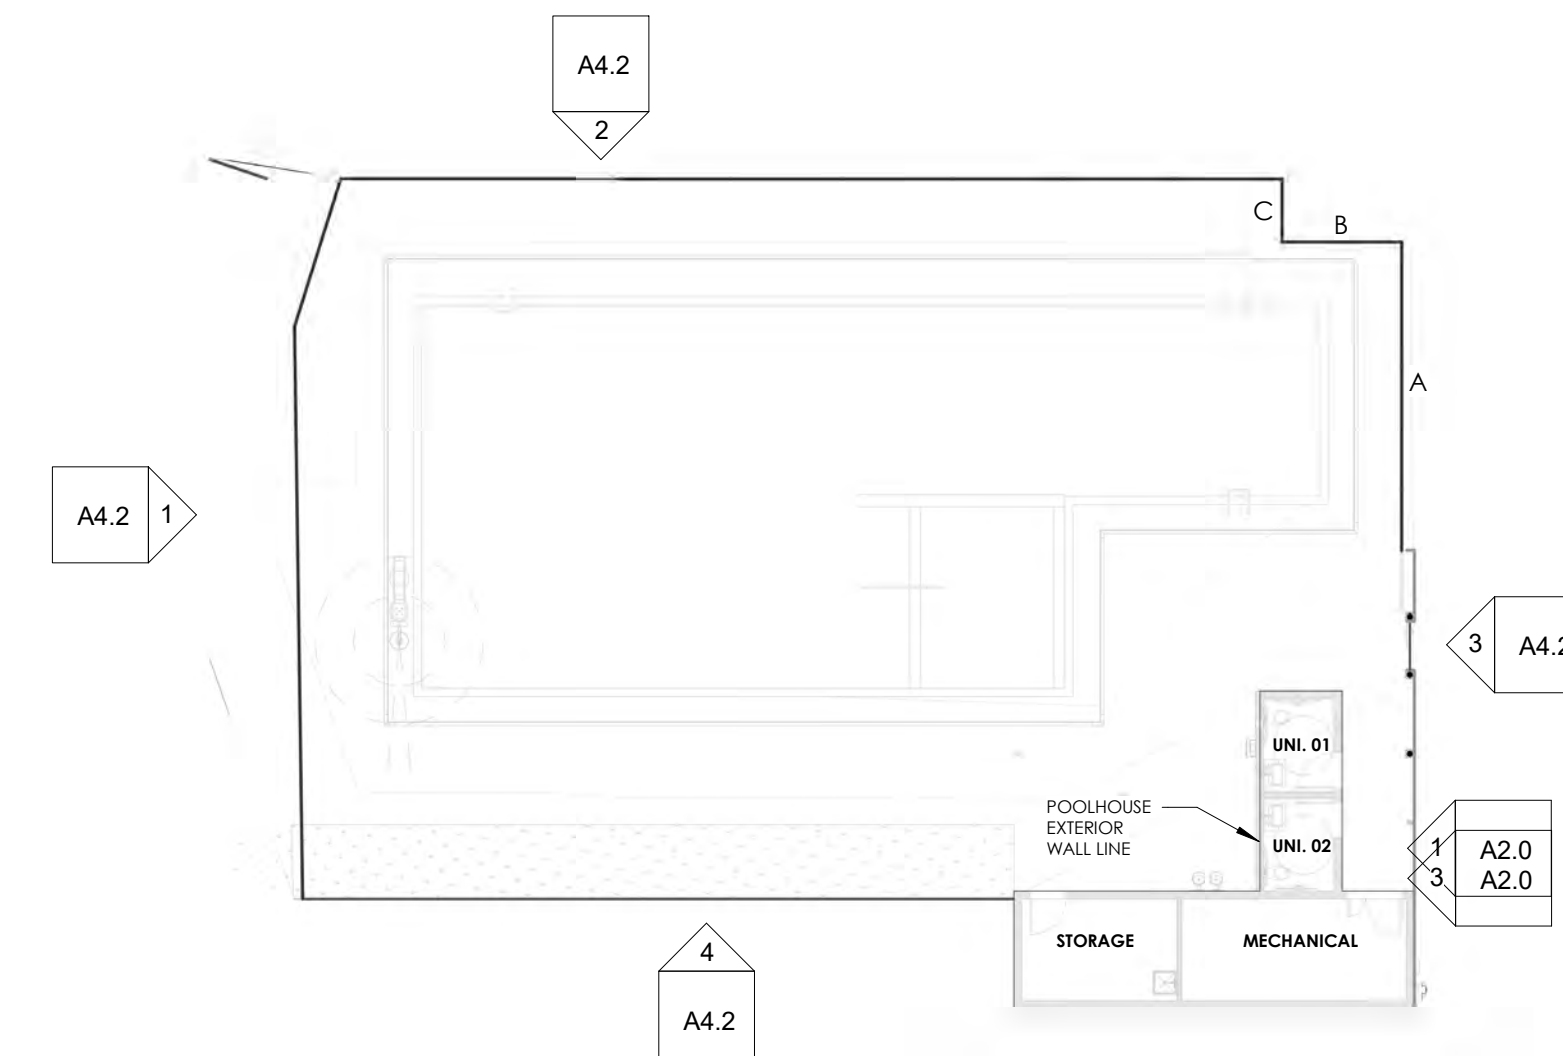 A4.2
2
C
B
A
A4.2
1
3
A4.2
UNI. 01
POOLHOUSE
EXTERIOR
WALL LINE
UNI. 02
1
A2.0
3
A2.0
STORAGE
MECHANICAL
4
A4.2